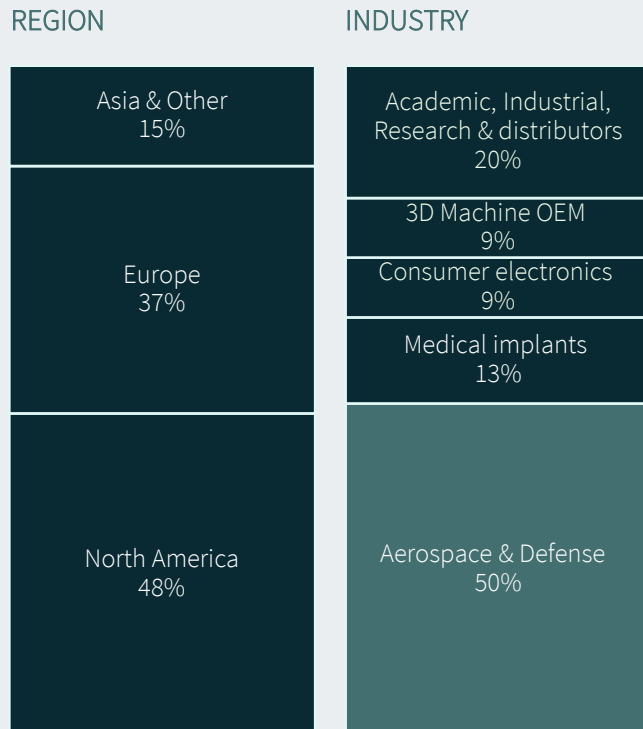 REGION
Asia & Other
15%
Europe
37%
North America
48%
INDUSTRY
Academic, Industrial,
Research & distributors
20%
3D Machine OEM
9%
Consumer electronics
9%
Medical implants
13%
Aerospace & Defense
50%